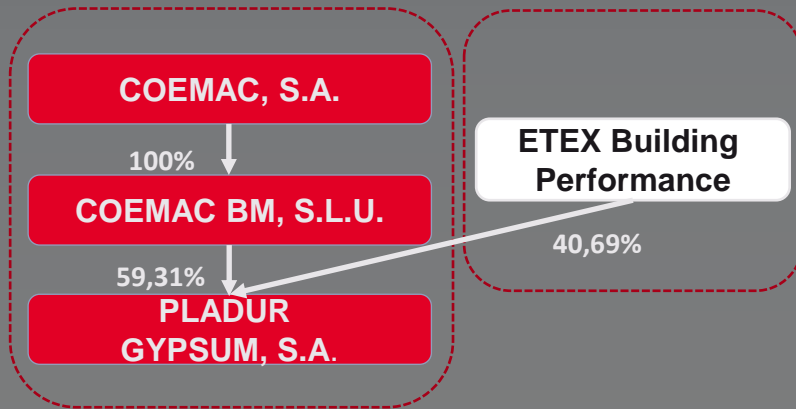 COEMAC, S.A.
100%
COEMAC BM, S.L.U.
59,31%
PLADUR
GYPSUM, S.A.
ETEX Building
Performance
40,69%